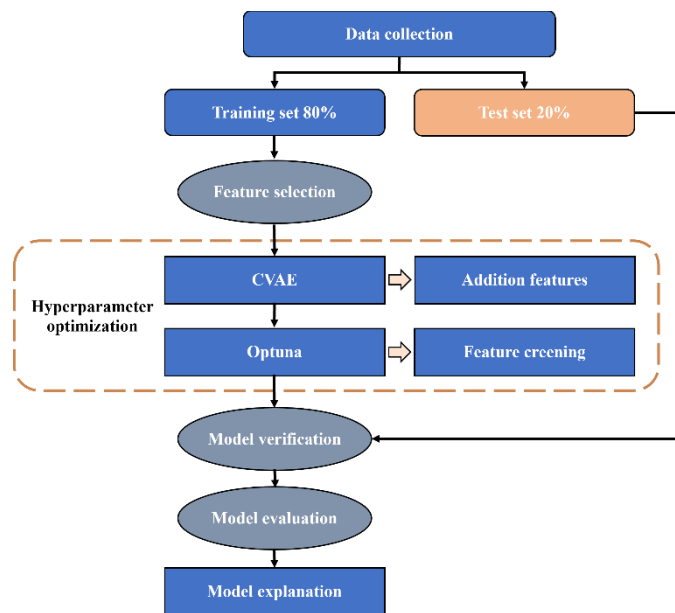 Data collection
Training set 80%
Test set 20%
Feature selection
Hyperparameter
optimization
CVAE
Addition features
Optuna
Feature creening
Model verification
Model evaluation
Model explanation